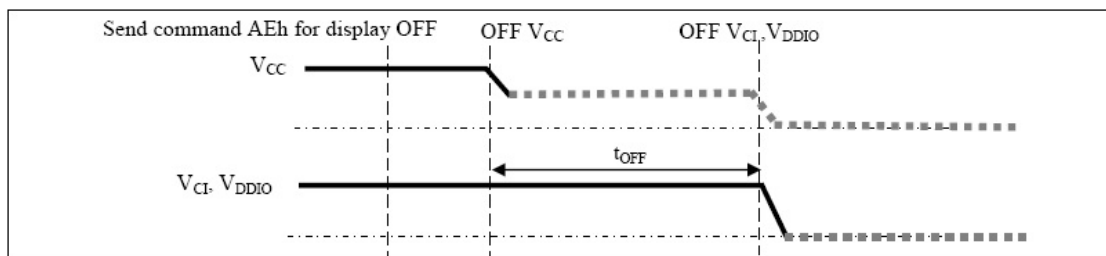 Send command AEh for display OFF
OFF VCC
OFF VCI ,VDDIO
VCC
tOFF
VCI, VDDIO